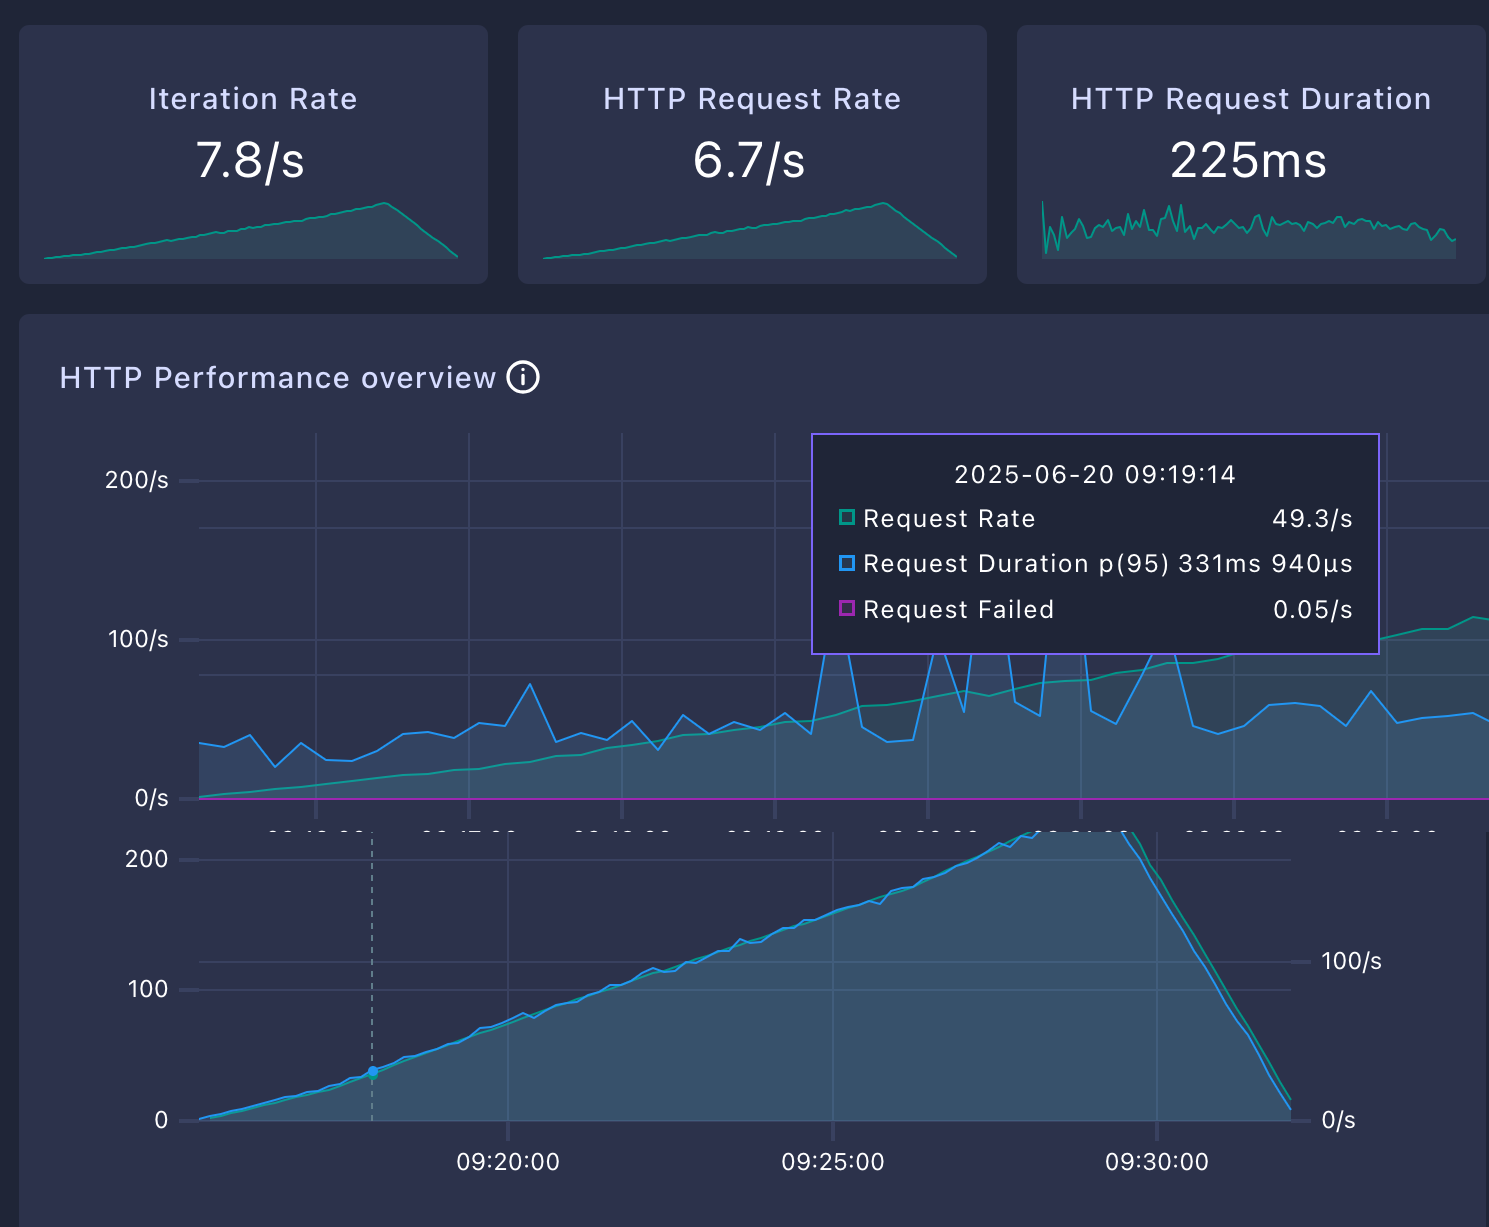 Iteration Rate
7.8/s
HTTP Request Rate
6.7/s
HTTP Request Duration
225ms
HTTP Performance overview
200/s
100/s
0/s
2025-06-20 09:19:14
Request Rate 49.3/s
Request Duration p(95) 331ms 940µs
Request Failed 0.05/s
200
100
0
100/s
0/s
09:20:00
09:25:00
09:30:00